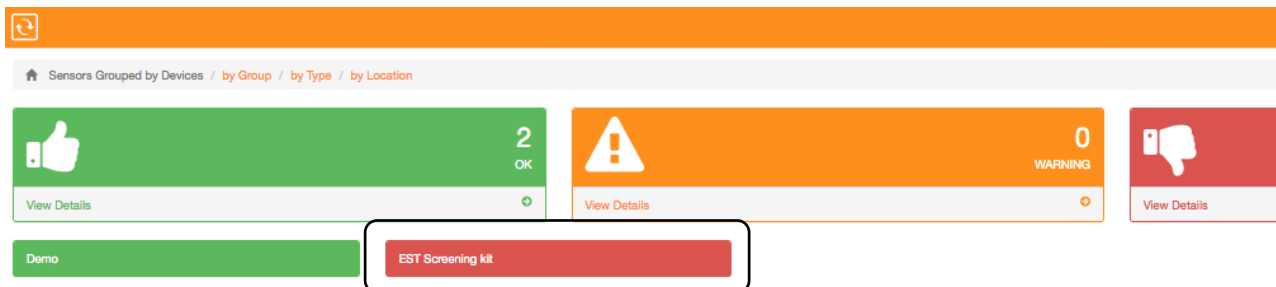 Sensors Grouped by Devices / by Group / by Type / by Location
2
OK
0
WARNING
View Details
View Details
View Details
Demo
EST Screening kit